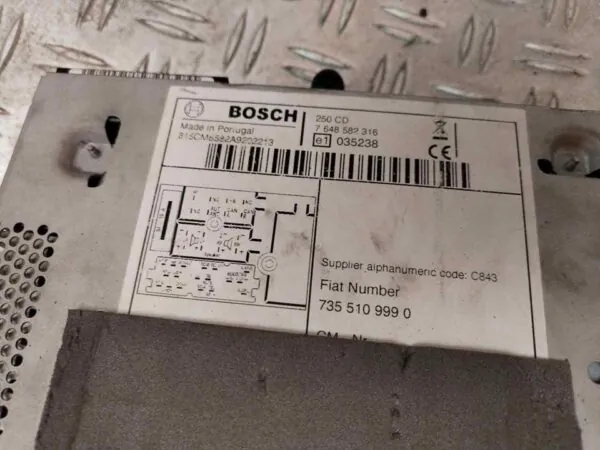 BOSCH
250 CD
7 648 582 316
Made in Portugal
e1 035238
CE
815CM6582A9202213
Supplier alphanumeric code: C843
Fiat Number
735 510 999 0